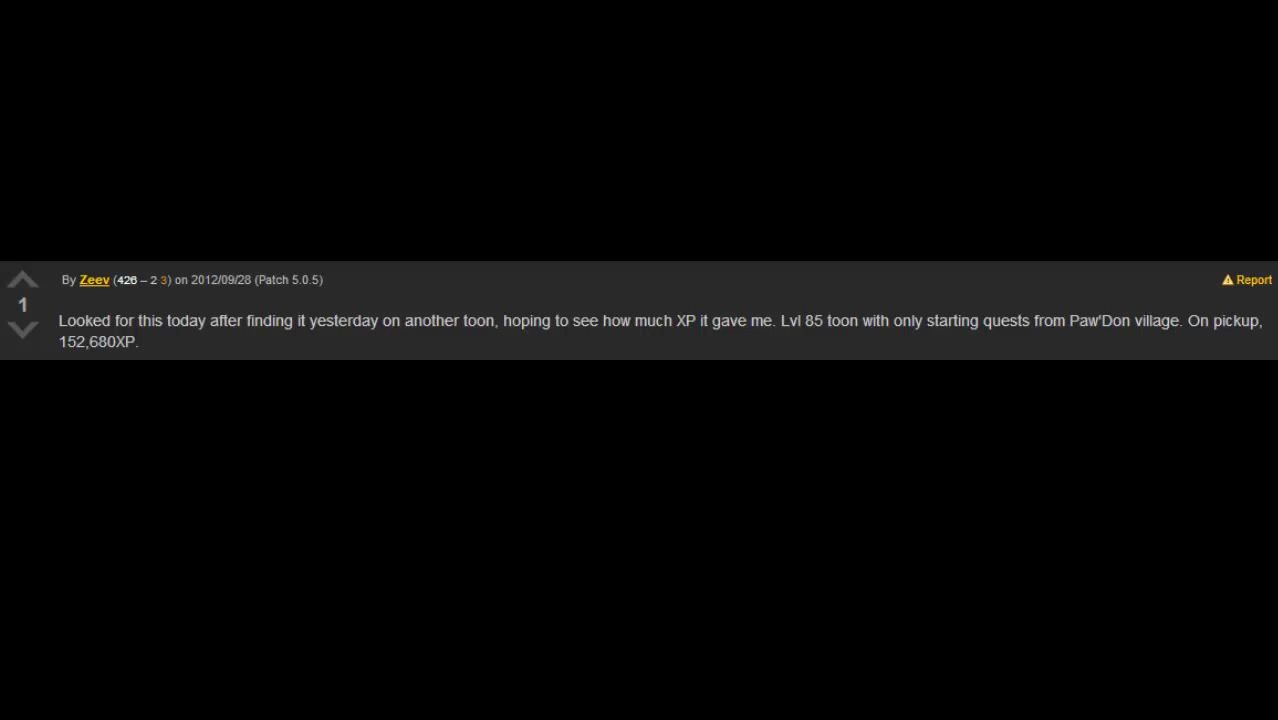 By Zeev (426 – 2 3) on 2012/09/28 (Patch 5.0.5)
Report
1
Looked for this today after finding it yesterday on another toon, hoping to see how much XP it gave me. Lvl 85 toon with only starting quests from Paw'Don village. On pickup,
152,680XP.